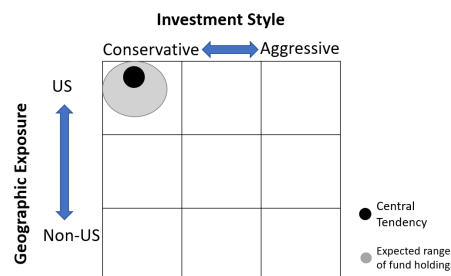 Investment Style
Conservative Aggressive
US
Geographic Exposure
Non-US
Central
Tendency
Expected range
of fund holding